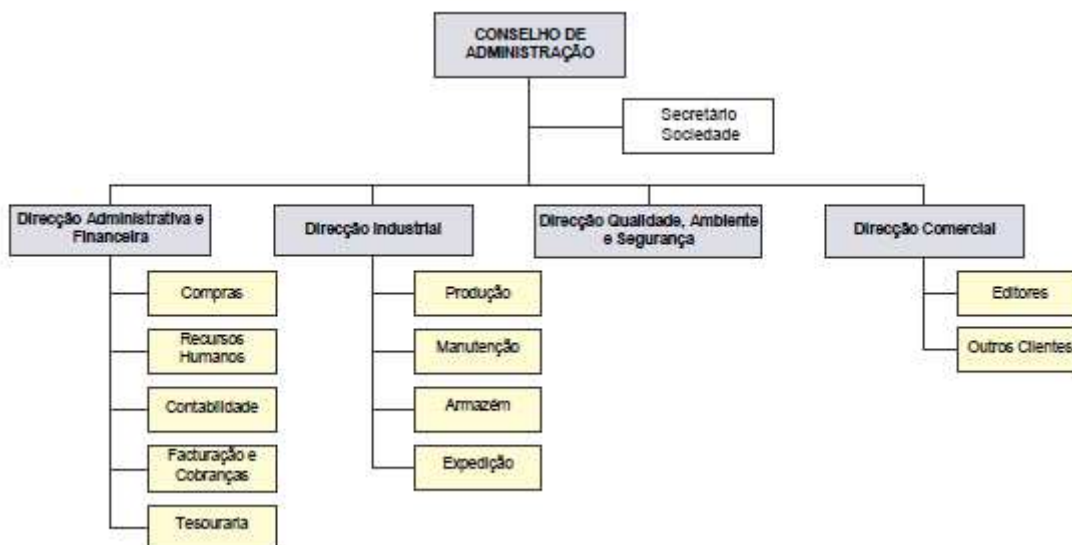 CONSELHO DE
ADMINISTRAÇÃO
Secretário
Sociedade
Direcção Administrativa e
Financeira
Direcção Industrial
Direcção Qualidade, Ambiente
e Segurança
Direcção Comercial
Compras
Recursos
Humanos
Contabilidade
Facturação e
Cobranças
Tesouraria
Produção
Manutenção
Armazém
Expedição
Editores
Outros Clientes